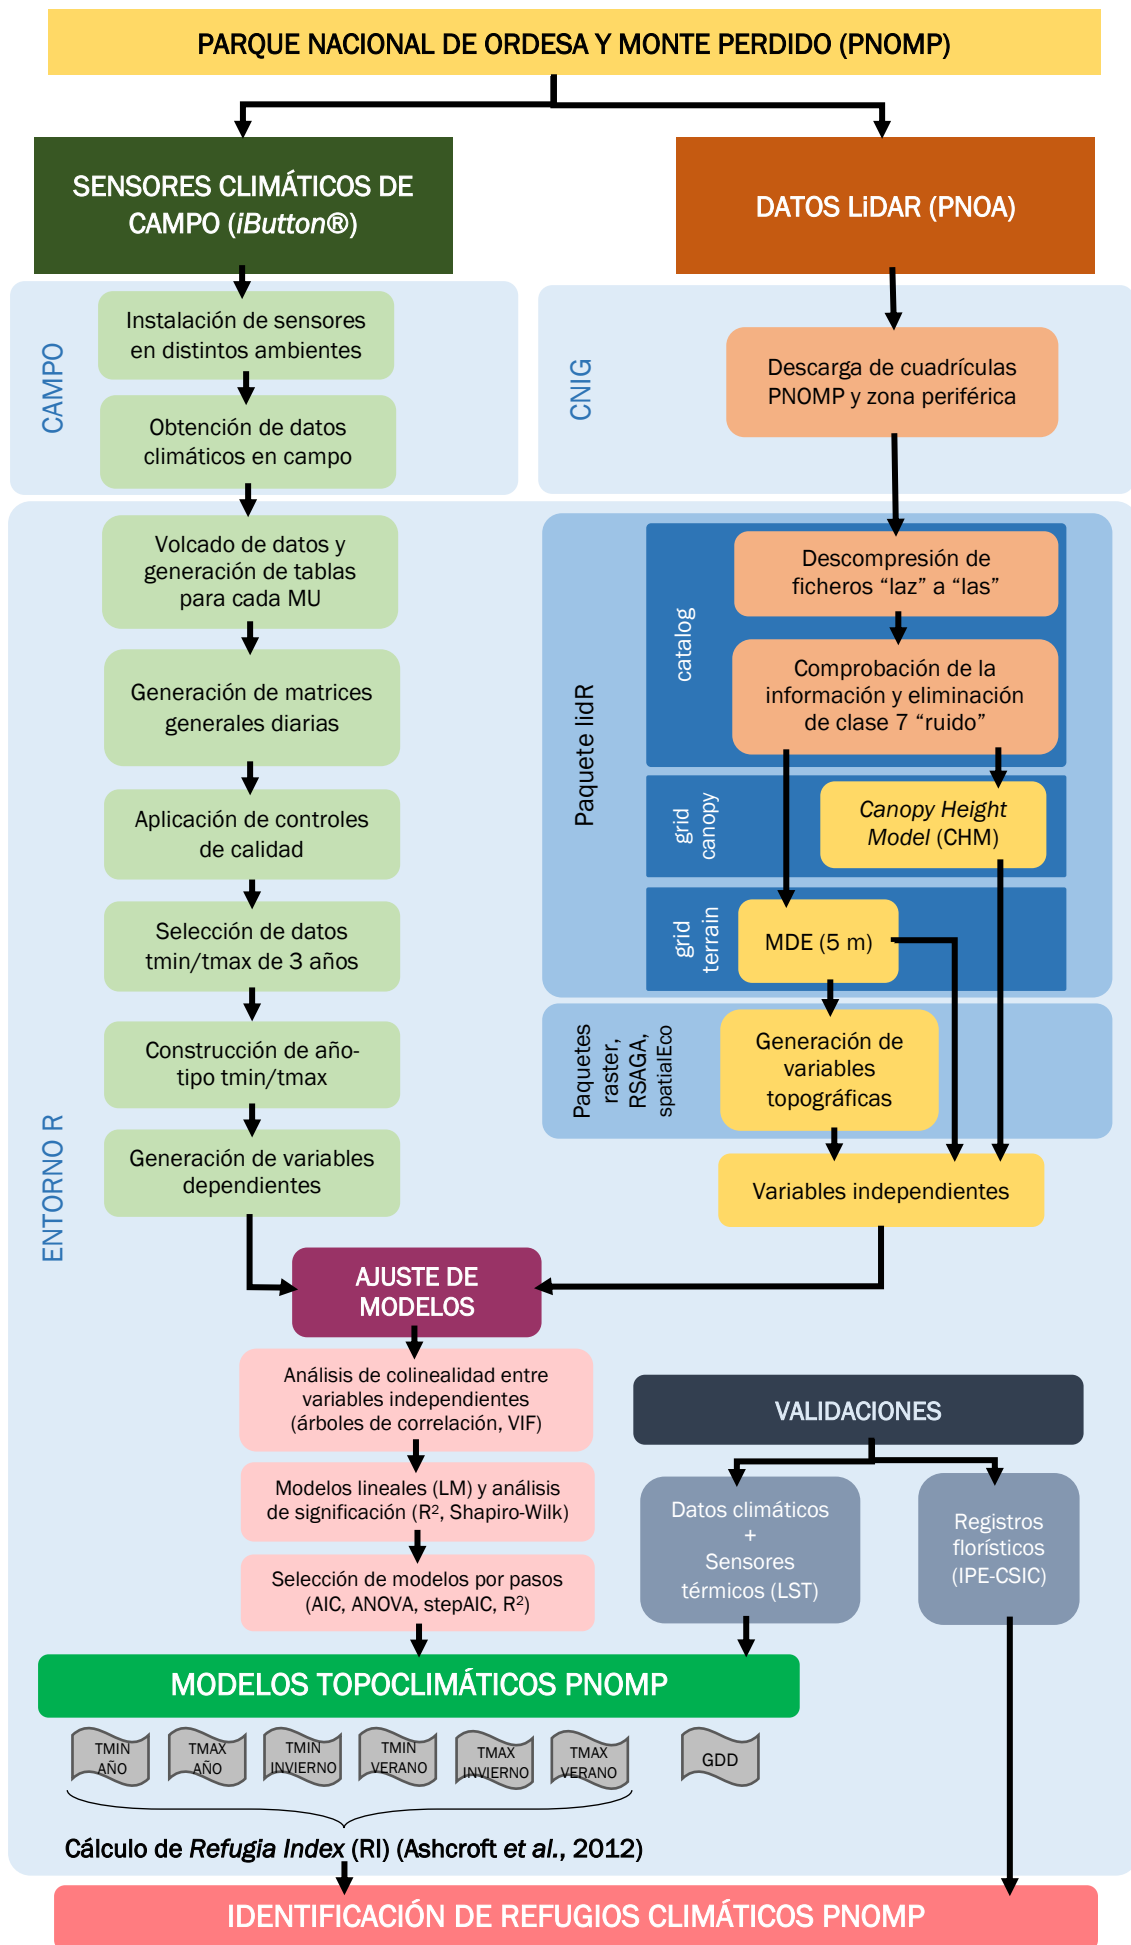 PARQUE NACIONAL DE ORDESA Y MONTE PERDIDO (PNOMP)
SENSORES CLIMÁTICOS DE
CAMPO (iButton®)
DATOS LiDAR (PNOA)
CAMPO
Instalación de sensores
en distintos ambientes
Obtención de datos
climáticos en campo
CNIG
Descarga de cuadrículas
PNOMP y zona periférica
ENTORNO R
Volcado de datos y
generación de tablas
para cada MU
Generación de matrices
generales diarias
Aplicación de controles
de calidad
Selección de datos
tmin/tmax de 3 años
Construcción de año-
tipo tmin/tmax
Generación de variables
dependientes
Paquete lidR
catalog
Descompresión de
ficheros “laz” a “las”
Comprobación de la
información y eliminación
de clase 7 “ruido”
grid
canopy
Canopy Height
Model (CHM)
grid
terrain
MDE (5 m)
Paquetes
raster,
RSAGA,
spatialEco
Generación de
variables
topográficas
Variables independientes
AJUSTE DE
MODELOS
Análisis de colinealidad entre
variables independientes
(árboles de correlación, VIF)
Modelos lineales (LM) y análisis
de significación (R², Shapiro-Wilk)
Selección de modelos por pasos
(AIC, ANOVA, stepAIC, R²)
VALIDACIONES
Datos climáticos
+
Sensores
térmicos (LST)
Registros
florísticos
(IPE-CSIC)
MODELOS TOPOCLIMÁTICOS PNOMP
TMIN
AÑO
TMAX
AÑO
TMIN
INVIERNO
TMIN
VERANO
TMAX
INVIERNO
TMAX
VERANO
GDD
Cálculo de Refugia Index (RI) (Ashcroft et al., 2012)
IDENTIFICACIÓN DE REFUGIOS CLIMÁTICOS PNOMP